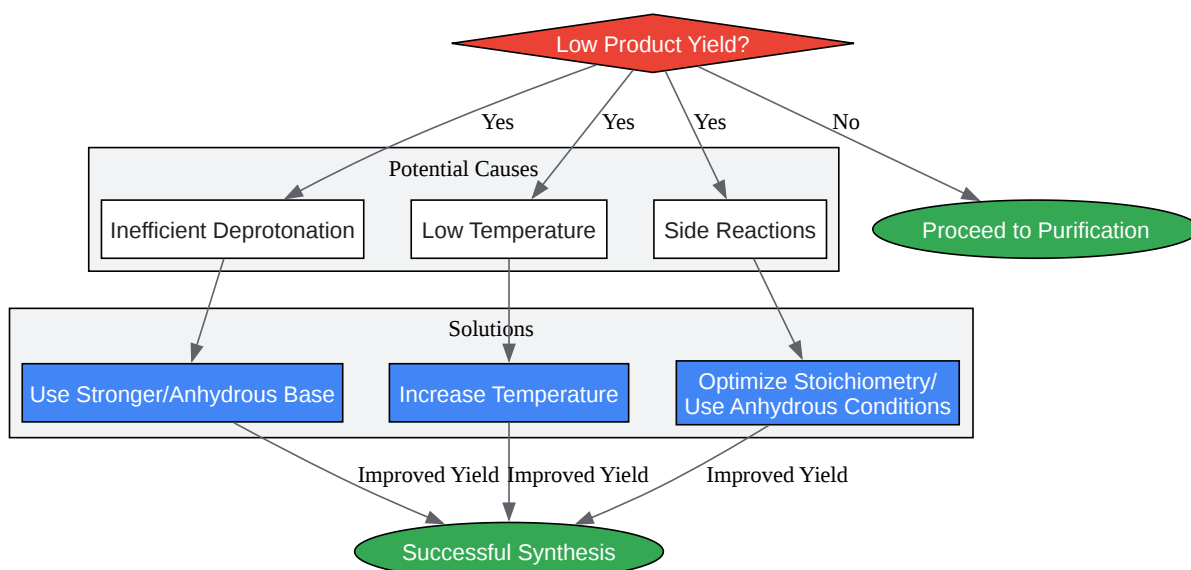 Low Product Yield?
Yes
Yes
Yes
No
Potential Causes
Inefficient Deprotonation
Low Temperature
Side Reactions
Proceed to Purification
Solutions
Use Stronger/Anhydrous Base
Increase Temperature
Optimize Stoichiometry/
Use Anhydrous Conditions
Improved Yield
Improved Yield
Improved Yield
Successful Synthesis